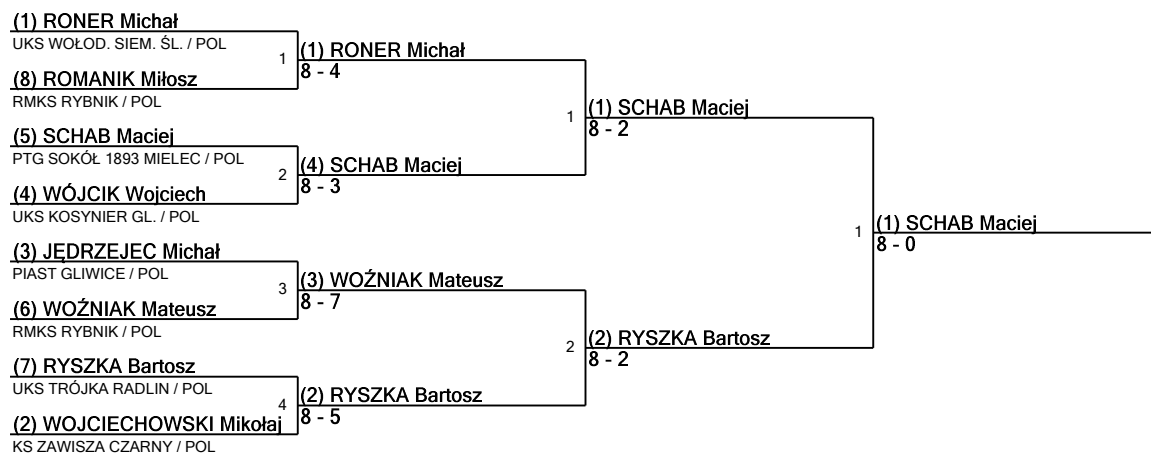 (1) RONER Michał
UKS WOŁOD. SIEM. ŚL. / POL
1
(1) RONER Michał
8 - 4
(8) ROMANIK Miłosz
RMKS RYBNIK / POL
1
(1) SCHAB Maciej
8 - 2
(5) SCHAB Maciej
PTG SOKÓŁ 1893 MIELEC / POL
2
(4) SCHAB Maciej
8 - 3
(4) WÓJCIK Wojciech
UKS KOSYNIER GL. / POL
1
(1) SCHAB Maciej
8 - 0
(3) JĘDRZEJEC Michał
PIAST GLIWICE / POL
3
(3) WOŹNIAK Mateusz
8 - 7
(6) WOŹNIAK Mateusz
RMKS RYBNIK / POL
2
(2) RYSZKA Bartosz
8 - 2
(7) RYSZKA Bartosz
UKS TRÓJKA RADLIN / POL
4
(2) RYSZKA Bartosz
8 - 5
(2) WOJCIECHOWSKI Mikołaj
KS ZAWISZA CZARNY / POL